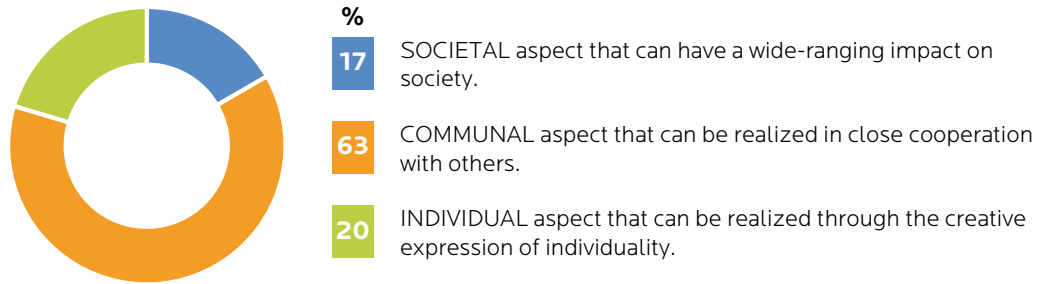 %
17
SOCIETAL aspect that can have a wide-ranging impact on
society.
63
COMMUNAL aspect that can be realized in close cooperation
with others.
20
INDIVIDUAL aspect that can be realized through the creative
expression of individuality.